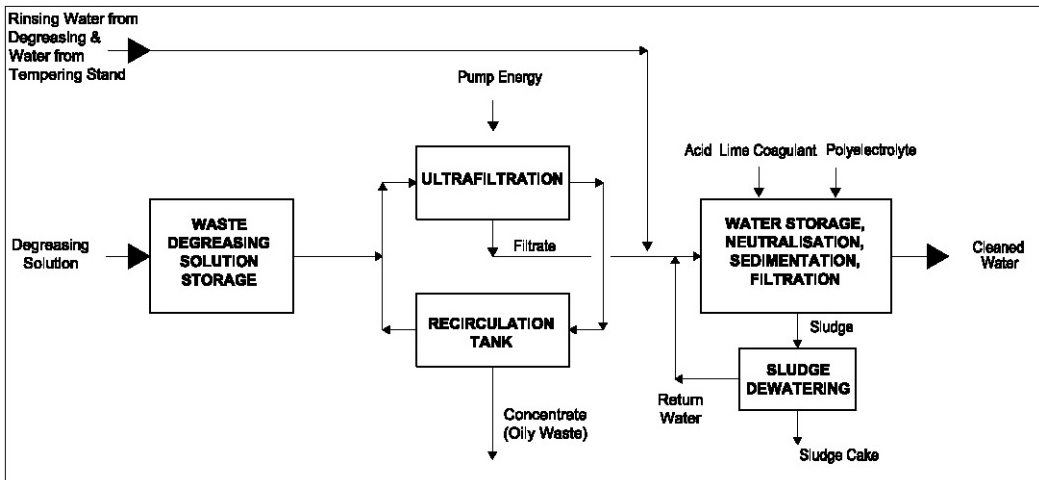 Rinsing Water from
Degreasing &
Water from
Tempering Stand
Pump Energy
Acid Lime Coagulant Polyelectrolyte
ULTRAFILTRATION
WASTE
DEGREASING
SOLUTION
STORAGE
WATER STORAGE,
NEUTRALISATION,
SEDIMENTATION,
FILTRATION
Degreasing
Solution
Filtrate
Cleaned
Water
RECIRCULATION
TANK
Sludge
SLUDGE
DEWATERING
Return
Water
Concentrate
(Oily Waste)
Sludge Cake